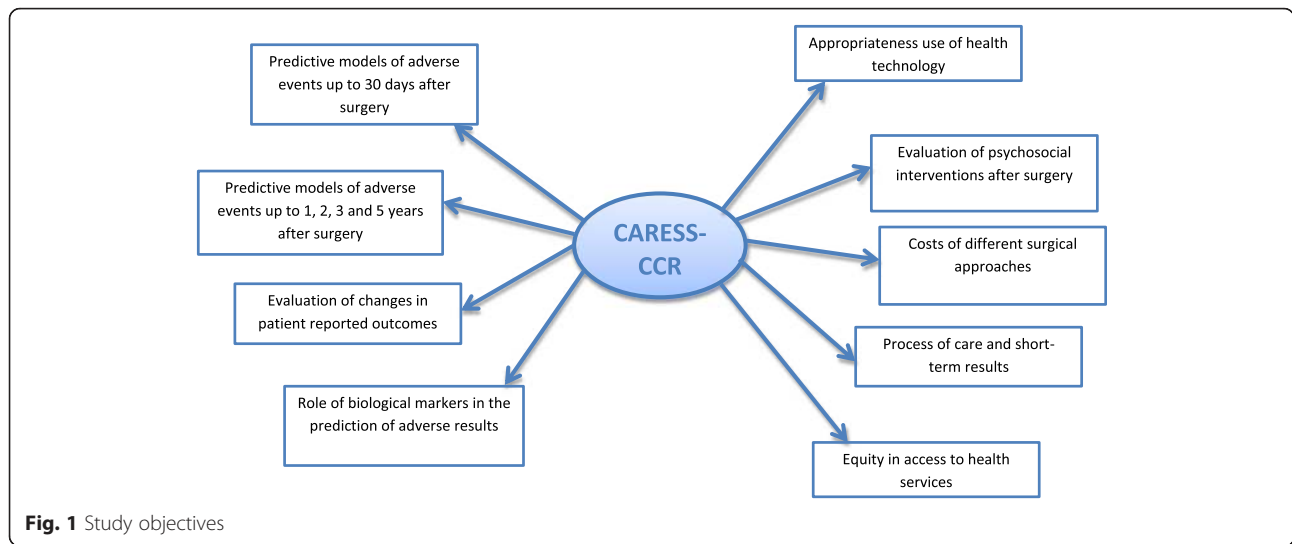 Predictive models of adverse
events up to 30 days after
surgery
Predictive models of adverse
events up to 1, 2, 3 and 5 years
after surgery
Evaluation of changes in
patient reported outcomes
Role of biological markers in the
prediction of adverse results
CARESS-
CCR
Appropriateness use of health
technology
Evaluation of psychosocial
interventions after surgery
Costs of different surgical
approaches
Process of care and short-
term results
Equity in access to health
services
Fig. 1 Study objectives